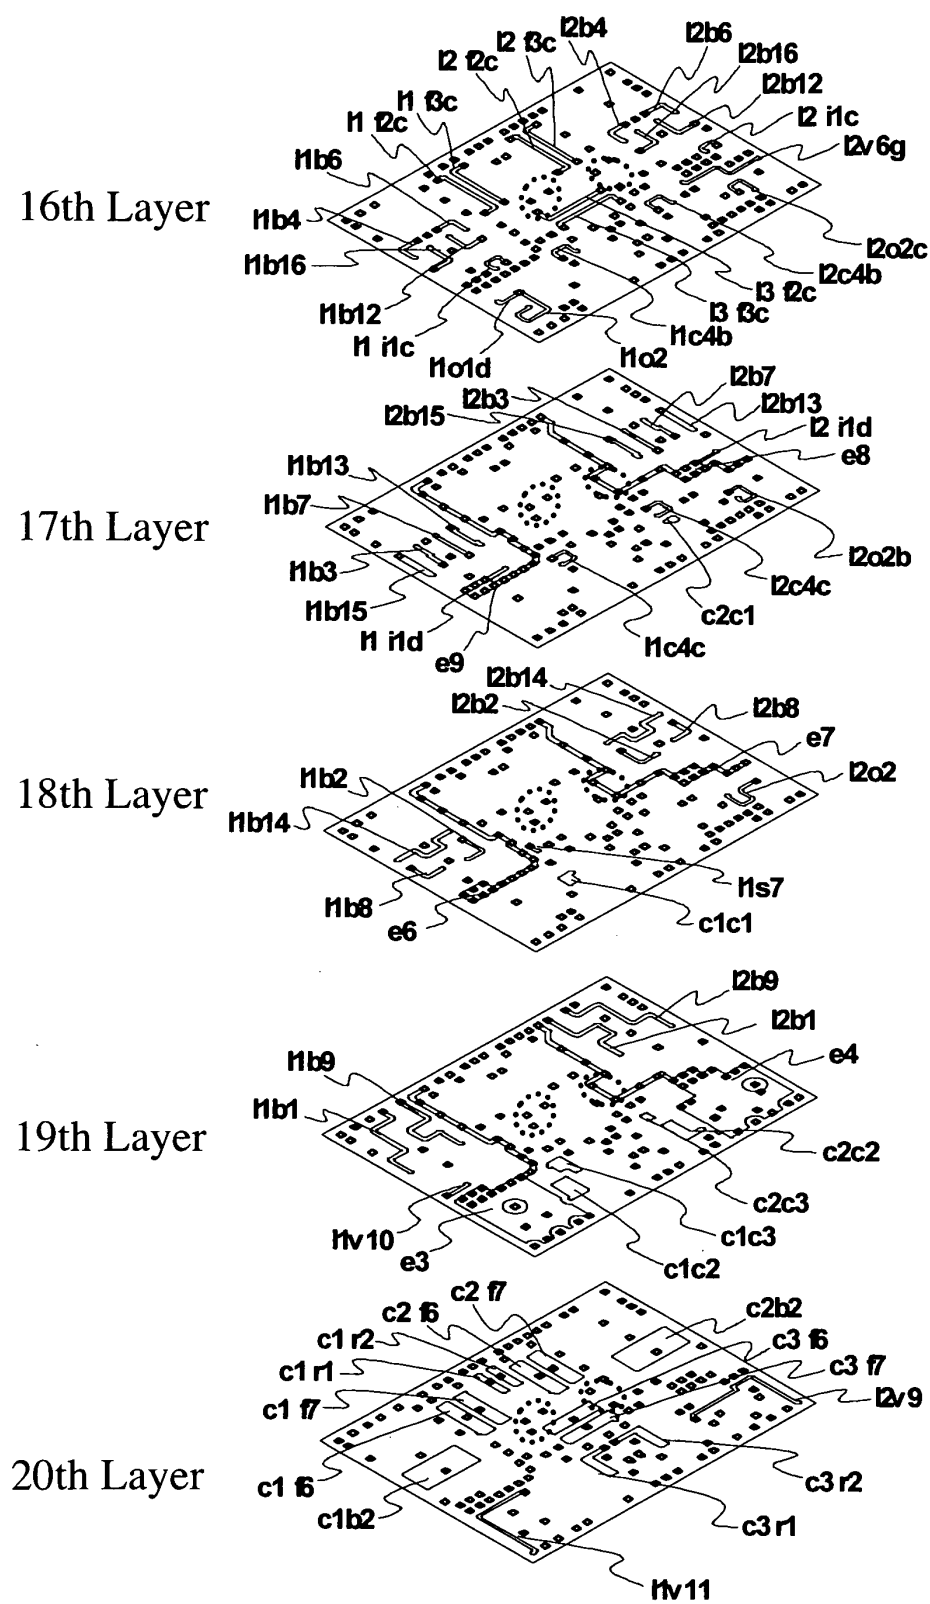 l2b4
l2 f3c
l2b6
l2 f2c
l2b16
l1 f3c
l2b12
l1 f2c
l2 i1c
l1b6
l2v6g
16th Layer
l1b4
l2o2c
l1b16
l2c4b
l1b12
l3 f2c
l3 f3c
l1 i1c
l1c4b
l1o1d
l1o2
l2b7
l2b3
l2b13
l2b15
l2 i1d
e8
l1b13
l1b7
17th Layer
l2o2b
l1b3
l2c4c
l1b15
c2c1
l1 i1d
l1c4c
e9
l2b14
l2b2
l2b8
e7
l1b2
l2o2
18th Layer
l1b14
l1s7
l1b8
c1c1
e6
l2b9
l2b1
e4
l1b9
l1b1
19th Layer
c2c2
c2c3
l1v10
c1c3
e3
c1c2
c2 f7
c2 f6
c2b2
c1 r2
c3 f6
c1 r1
c3 f7
c1 f7
l2v9
20th Layer
c3 r2
c1 f6
c1b2
c3 r1
l1v11